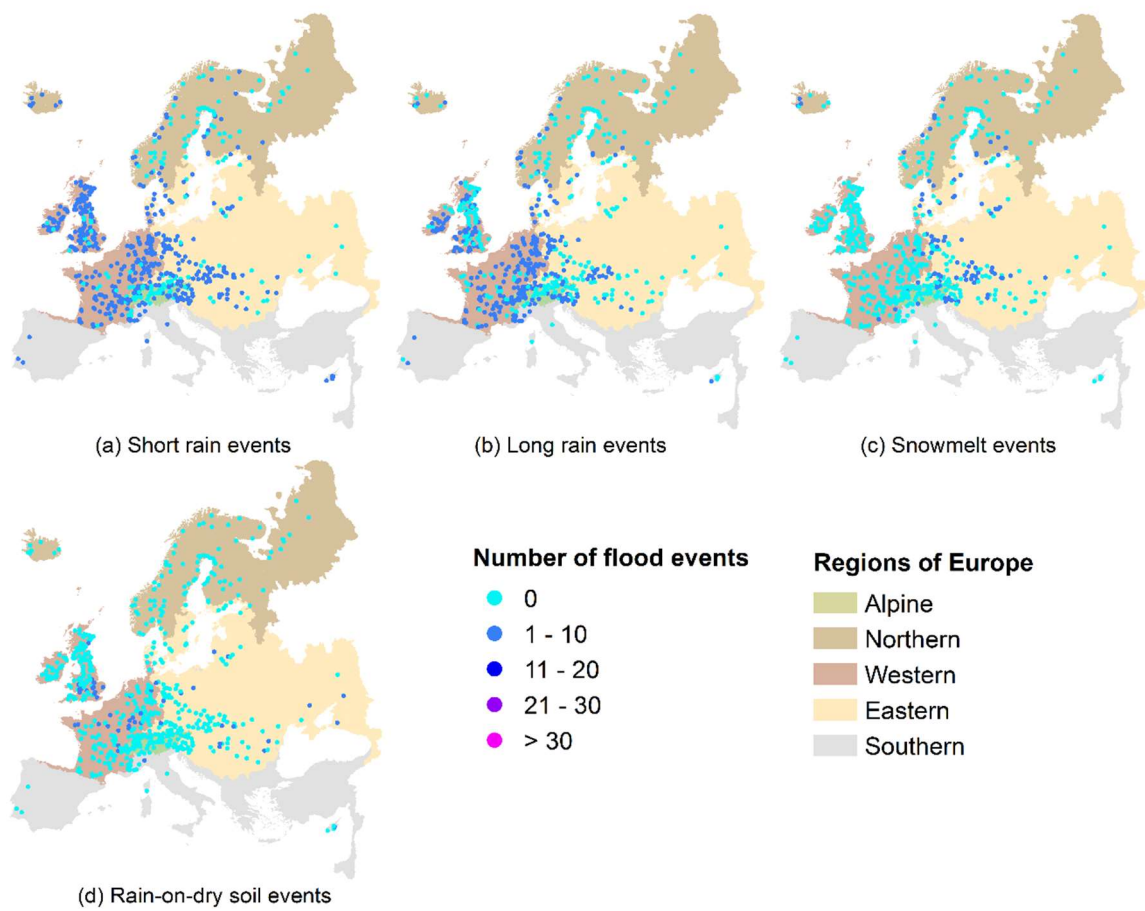 (a) Short rain events
(b) Long rain events
(c) Snowmelt events
Number of flood events
0
1 - 10
11 - 20
21 - 30
> 30
Regions of Europe
Alpine
Northern
Western
Eastern
Southern
(d) Rain-on-dry soil events